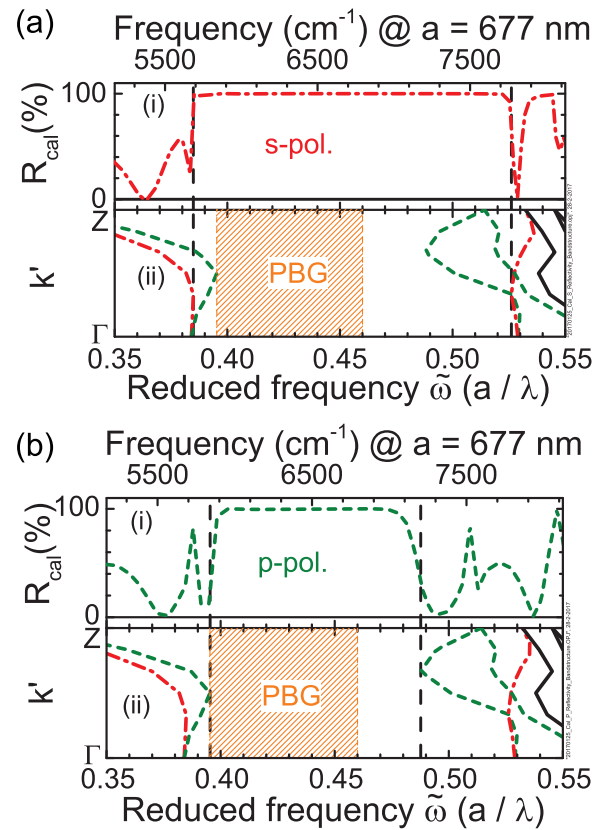 (a)
Frequency (cm⁻¹) @ a = 677 nm
5500 6500 7500
100
0
R_cal(%)
(i)
s-pol.
Z
Γ
k'
(ii)
PBG
0.35 0.40 0.45 0.50 0.55
Reduced frequency ω̃ (a / λ)
(b)
Frequency (cm⁻¹) @ a = 677 nm
5500 6500 7500
100
0
R_cal(%)
(i)
p-pol.
Z
Γ
k'
(ii)
PBG
0.35 0.40 0.45 0.50 0.55
Reduced frequency ω̃ (a / λ)